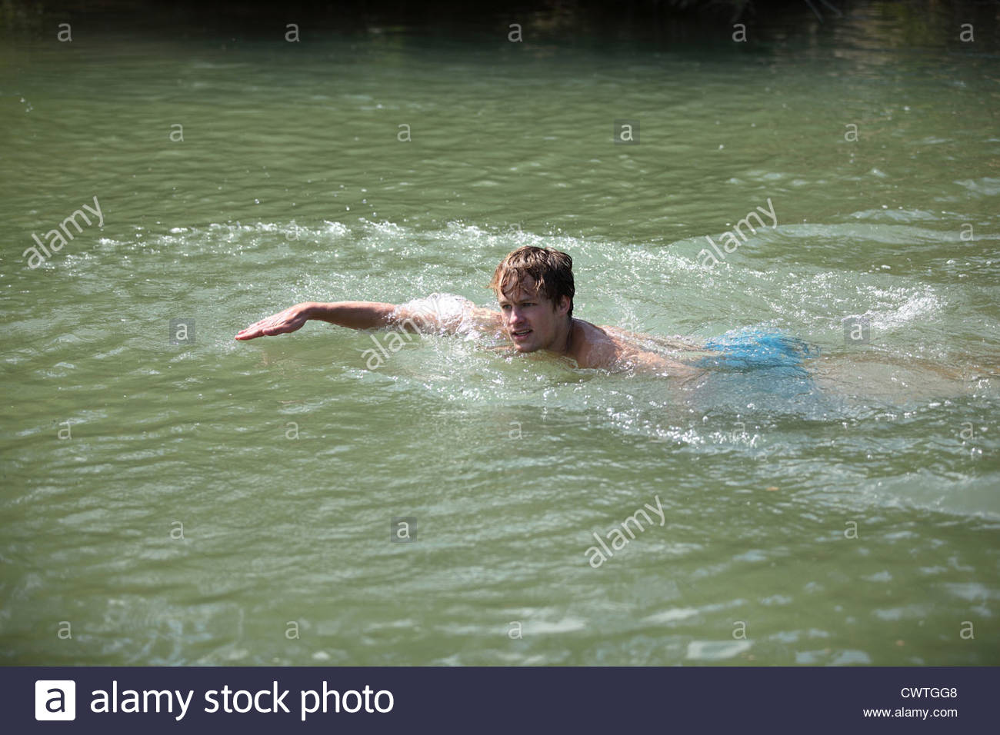 a a a a a
a a a a
alamy alamy
a
a a
alamy
a a a a a
a a a
alamy
a a a a a
a alamy stock photo
CWTGG8
www.alamy.com